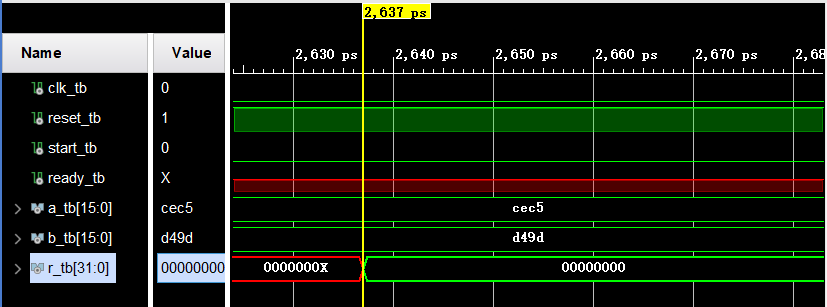 2,637 ps
Name Value 2,630 ps 2,640 ps 2,650 ps 2,660 ps 2,670 ps 2,68
clk_tb 0
reset_tb 1
start_tb 0
ready_tb X
a_tb[15:0] cec5 cec5
b_tb[15:0] d49d d49d
r_tb[31:0] 00000000 0000000X 00000000